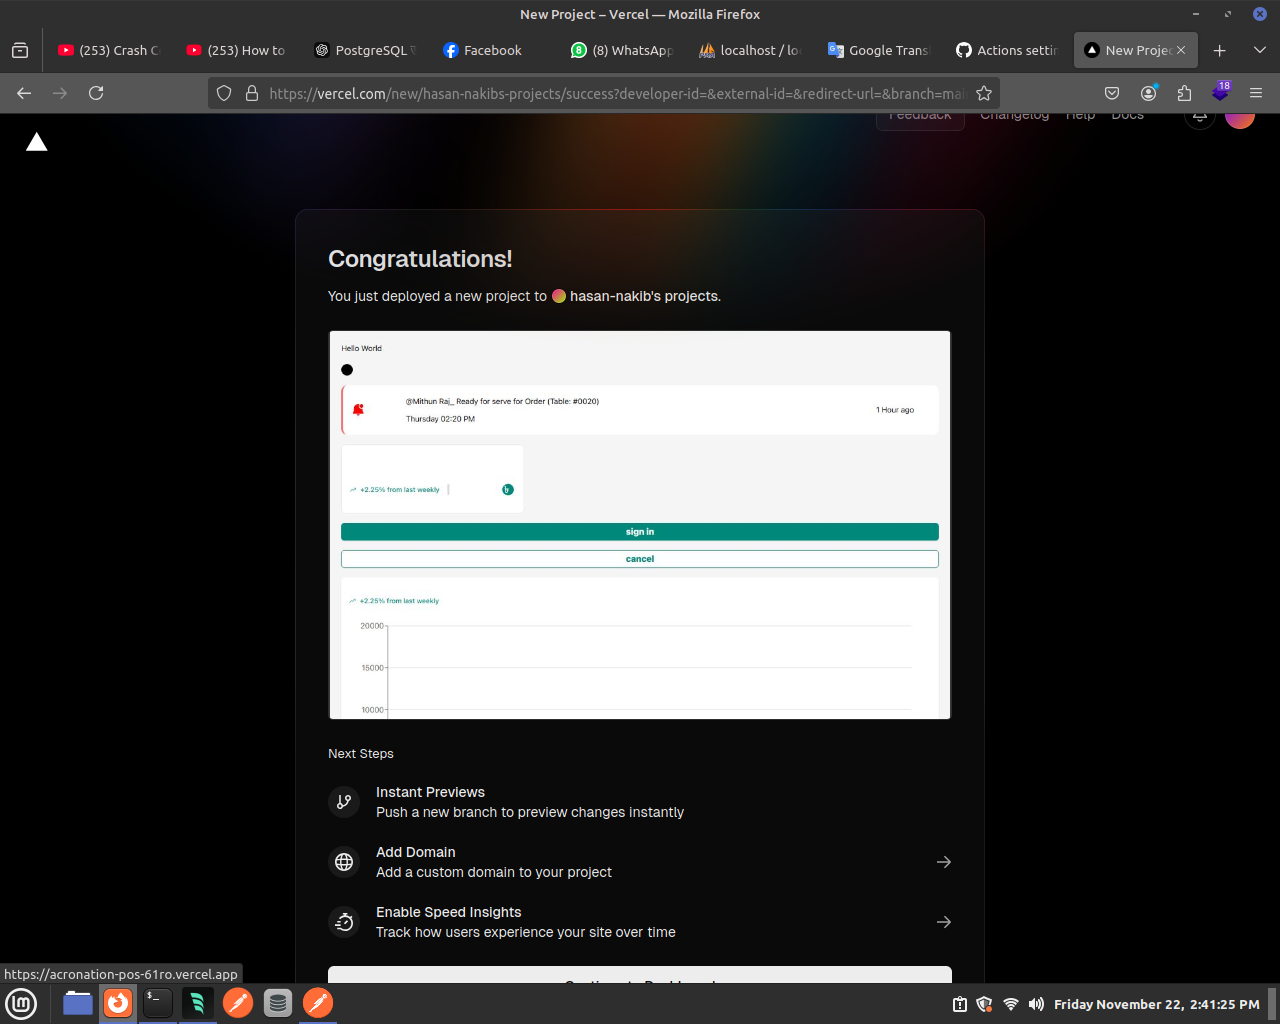 New Project – Vercel — Mozilla Firefox
(253) Crash C
(253) How to
PostgreSQL
Facebook
(8) WhatsApp
localhost / lo
Google Trans
Actions settin
New Projec
https://vercel.com/new/hasan-nakibs-projects/success?developer-id=&external-id=&redirect-url=&branch=mai
18
Feedback
Changelog
Help
Docs
Congratulations!
You just deployed a new project to hasan-nakib's projects.
Hello World
@Mithun Raj_ Ready for serve for Order (Table: #0020)
Thursday 02:20 PM
1 Hour ago
+2.25% from last weekly
sign in
cancel
+2.25% from last weekly
20000
15000
10000
Next Steps
Instant Previews
Push a new branch to preview changes instantly
Add Domain
Add a custom domain to your project
Enable Speed Insights
Track how users experience your site over time
Continue to Dashboard
https://acronation-pos-61ro.vercel.app
Friday November 22, 2:41:25 PM